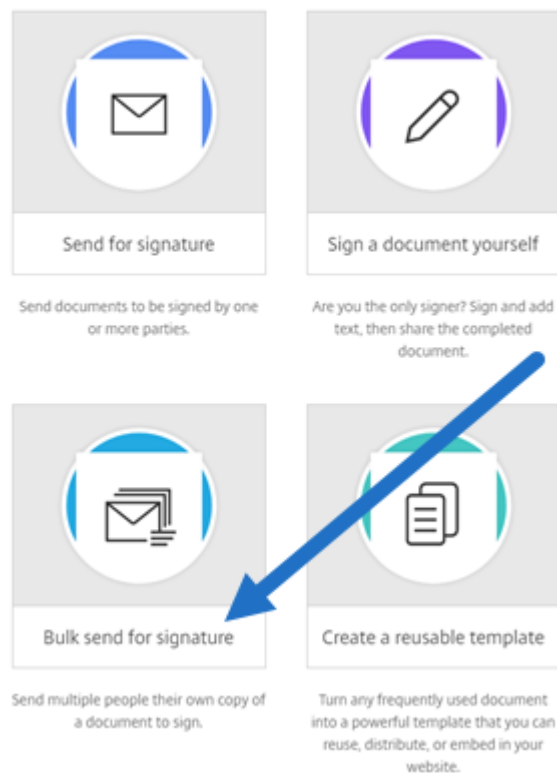 Send for signature
Sign a document yourself
Send documents to be signed by one
or more parties.
Are you the only signer? Sign and add
text, then share the completed
document.
Bulk send for signature
Create a reusable template
Send multiple people their own copy of
a document to sign.
Turn any frequently used document
into a powerful template that you can
reuse, distribute, or embed in your
website.